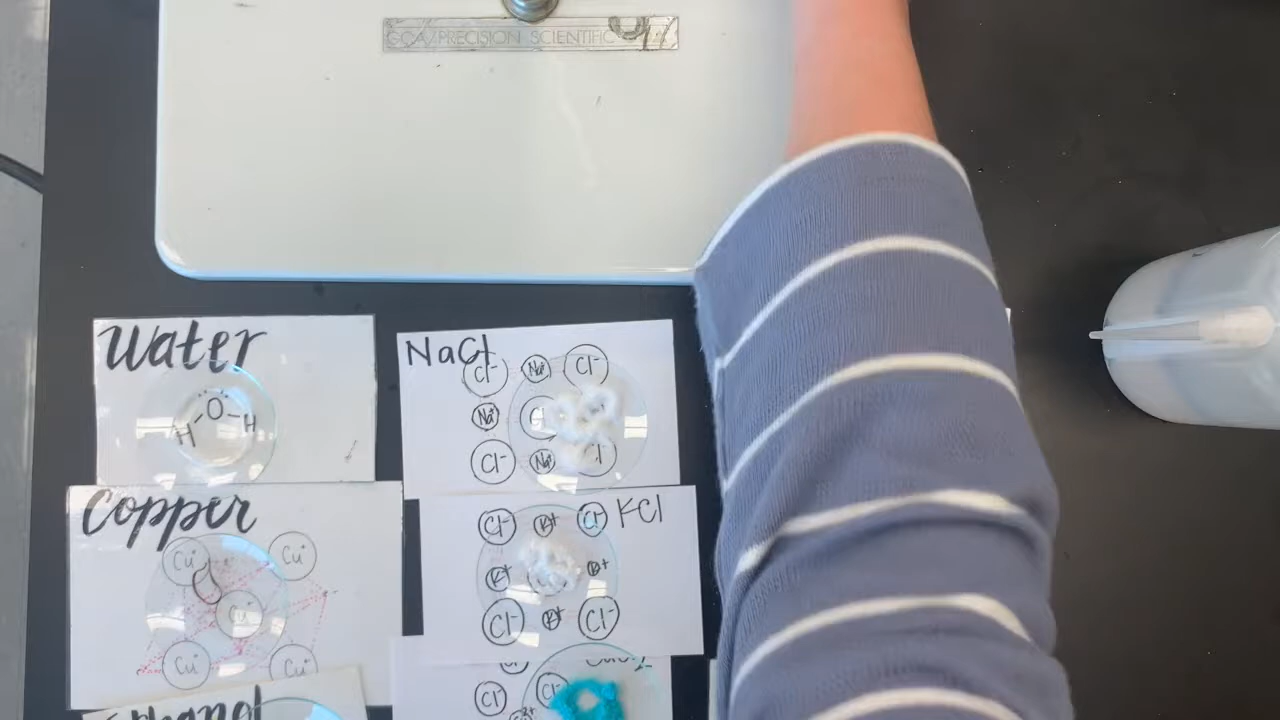 GCA/PRECISION SCIENTIFIC
Water
H-O-H
NaCl
Cl⁻ Na⁺ Cl⁻
Na⁺
Cl⁻ Na⁺ Cl
Copper
Cu⁺ Cu⁺
Cu⁺
Cu⁺ Cu⁺
KCl
Cl⁻ K⁺ Cl⁻
K⁺ K⁺
Cl⁻ K⁺ Cl⁻
Cl⁻ Cl⁻